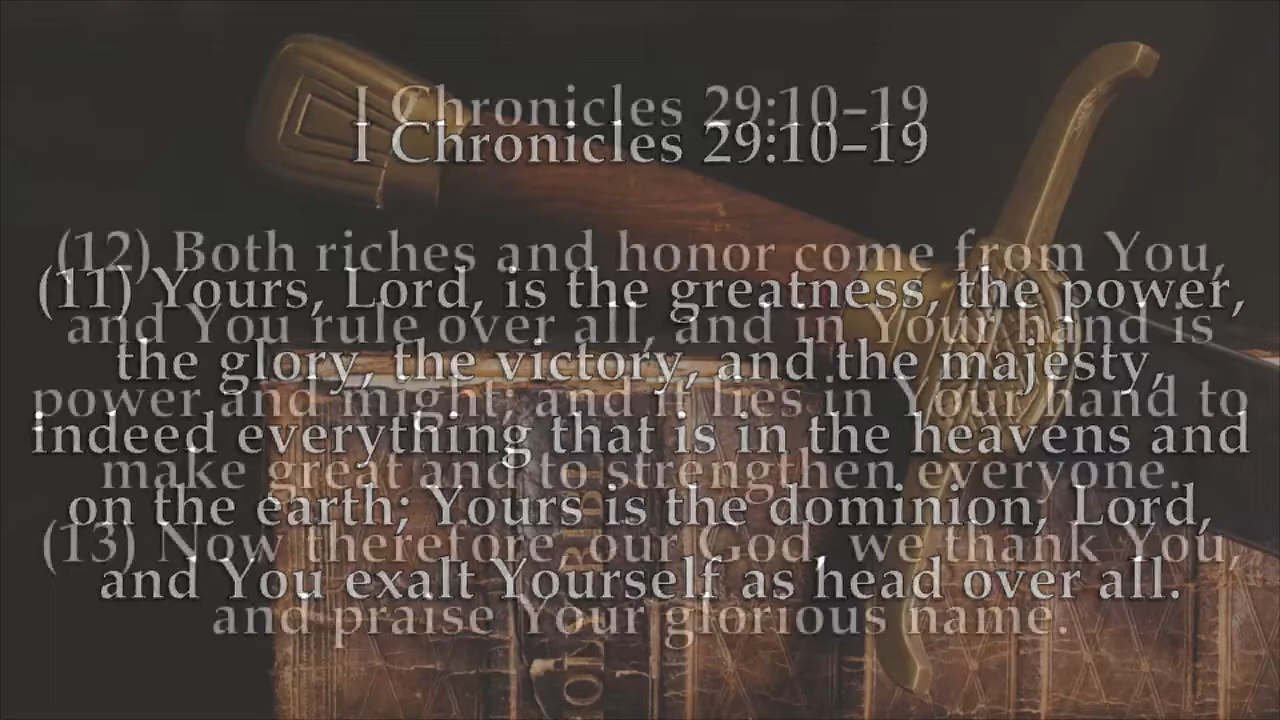 I Chronicles 29:10–19
I Chronicles 29:10–19
(12) Both riches and honor come from You,
and You rule over all, and in Your hand is
power and might; and it lies in Your hand to
make great and to strengthen everyone.
(13) Now therefore, our God, we thank You,
and praise Your glorious name.
(11) Yours, Lord, is the greatness, the power,
the glory, the victory, and the majesty,
indeed everything that is in the heavens and
on the earth; Yours is the dominion, Lord,
and You exalt Yourself as head over all.
HOLY BIBLE